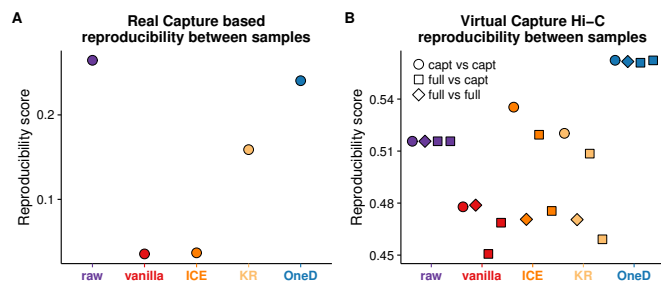 A
Real Capture based
reproducibility between samples
Reproducibility score
0.2
0.1
raw
vanilla
ICE
KR
OneD
B
Virtual Capture Hi−C
reproducibility between samples
capt vs capt
full vs capt
full vs full
Reproducibility score
0.54
0.51
0.48
0.45
raw
vanilla
ICE
KR
OneD